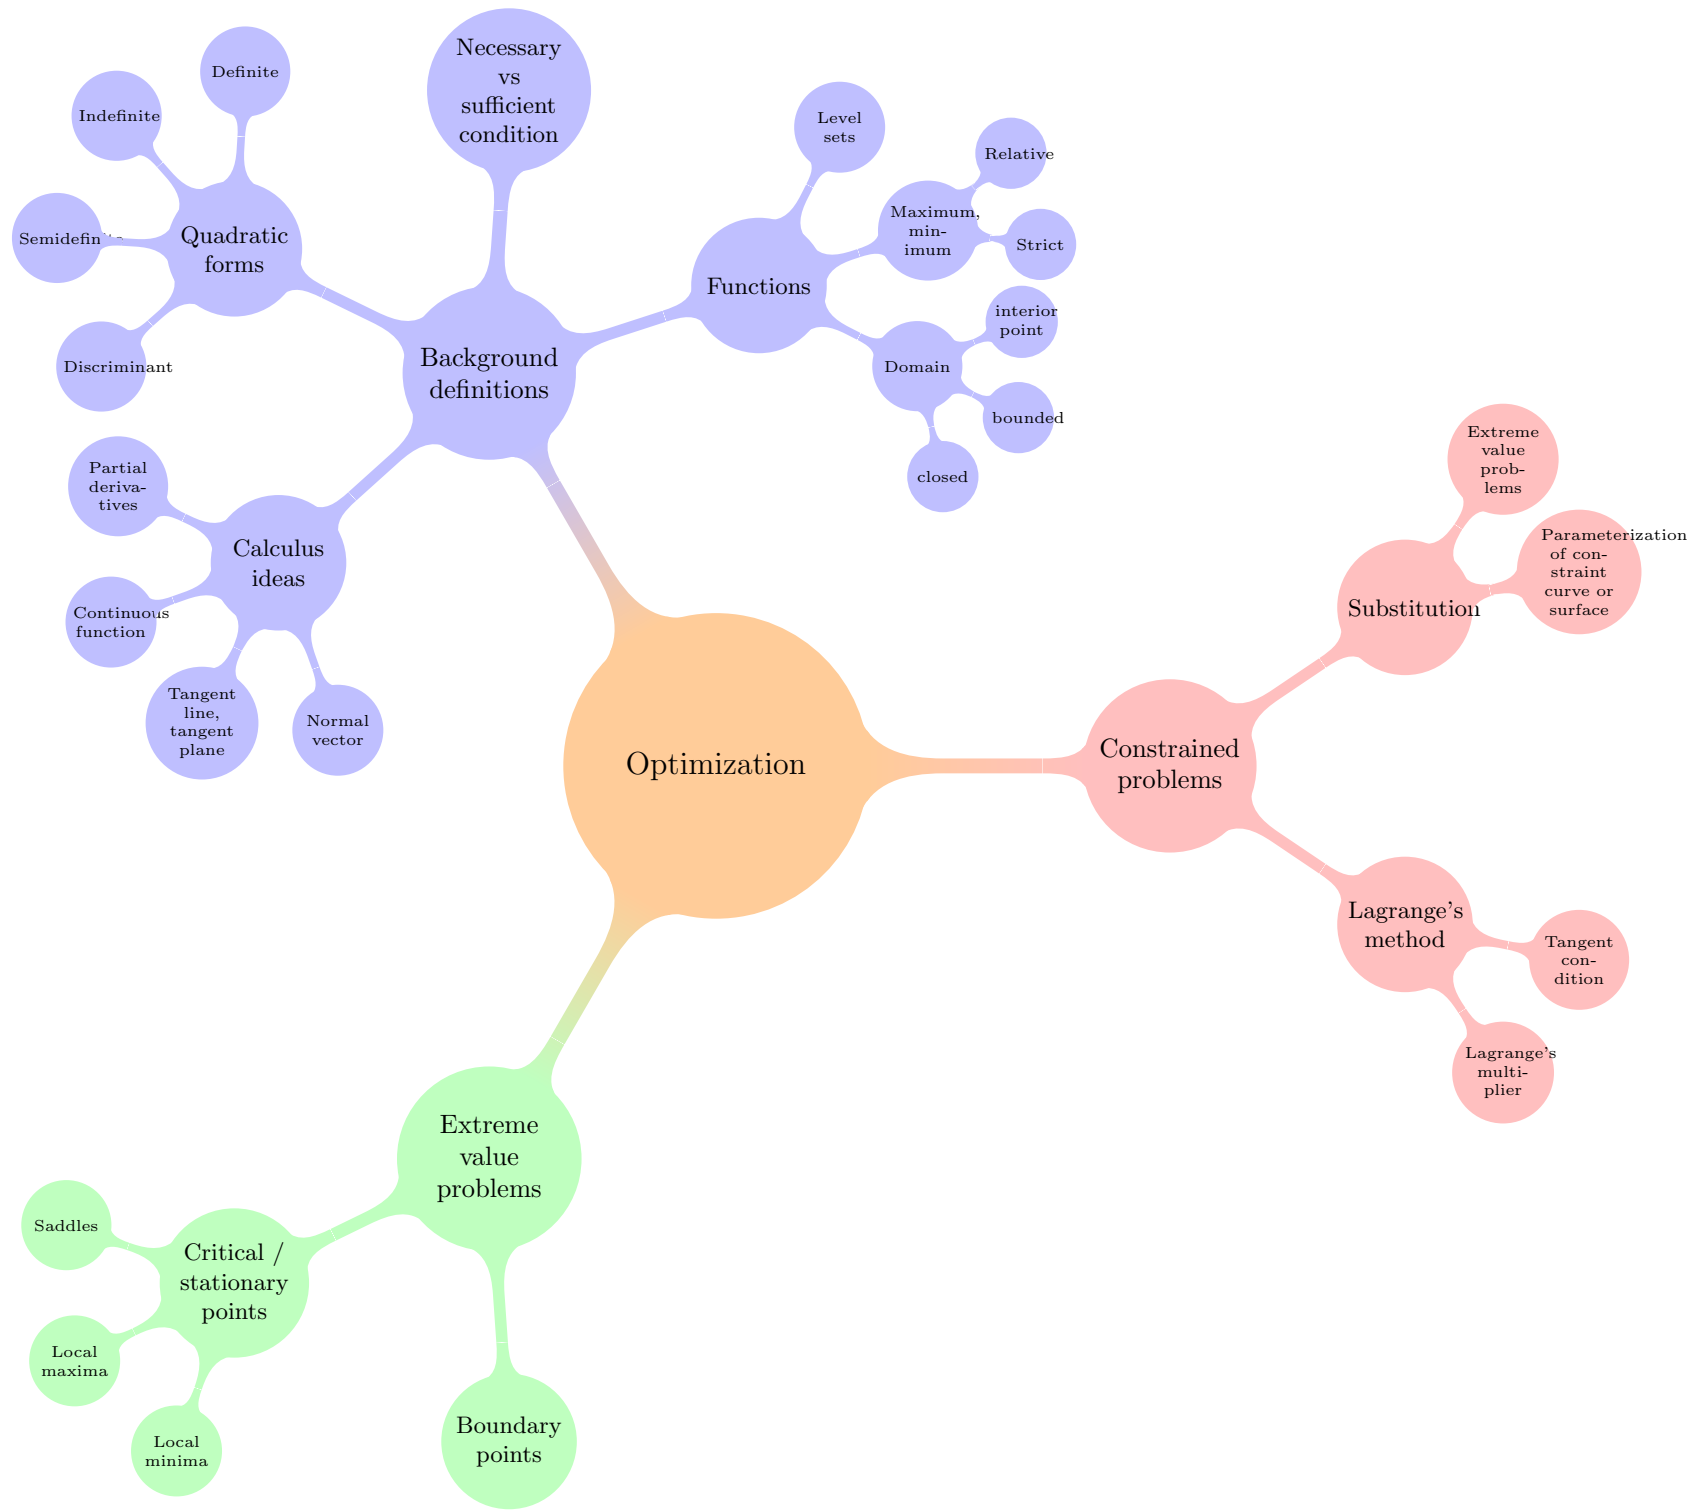 Optimization
Background
definitions
Necessary
vs
sufficient
condition
Quadratic
forms
Definite
Indefinite
Semidefinite
Discriminant
Calculus
ideas
Partial
deriva-
tives
Continuous
function
Tangent
line,
tangent
plane
Normal
vector
Functions
Level
sets
Maximum,
min-
imum
Relative
Strict
Domain
interior
point
bounded
closed
Constrained
problems
Substitution
Extreme
value
prob-
lems
Parameterization
of con-
straint
curve or
surface
Lagrange's
method
Tangent
con-
dition
Lagrange's
multi-
plier
Extreme
value
problems
Critical /
stationary
points
Saddles
Local
maxima
Local
minima
Boundary
points